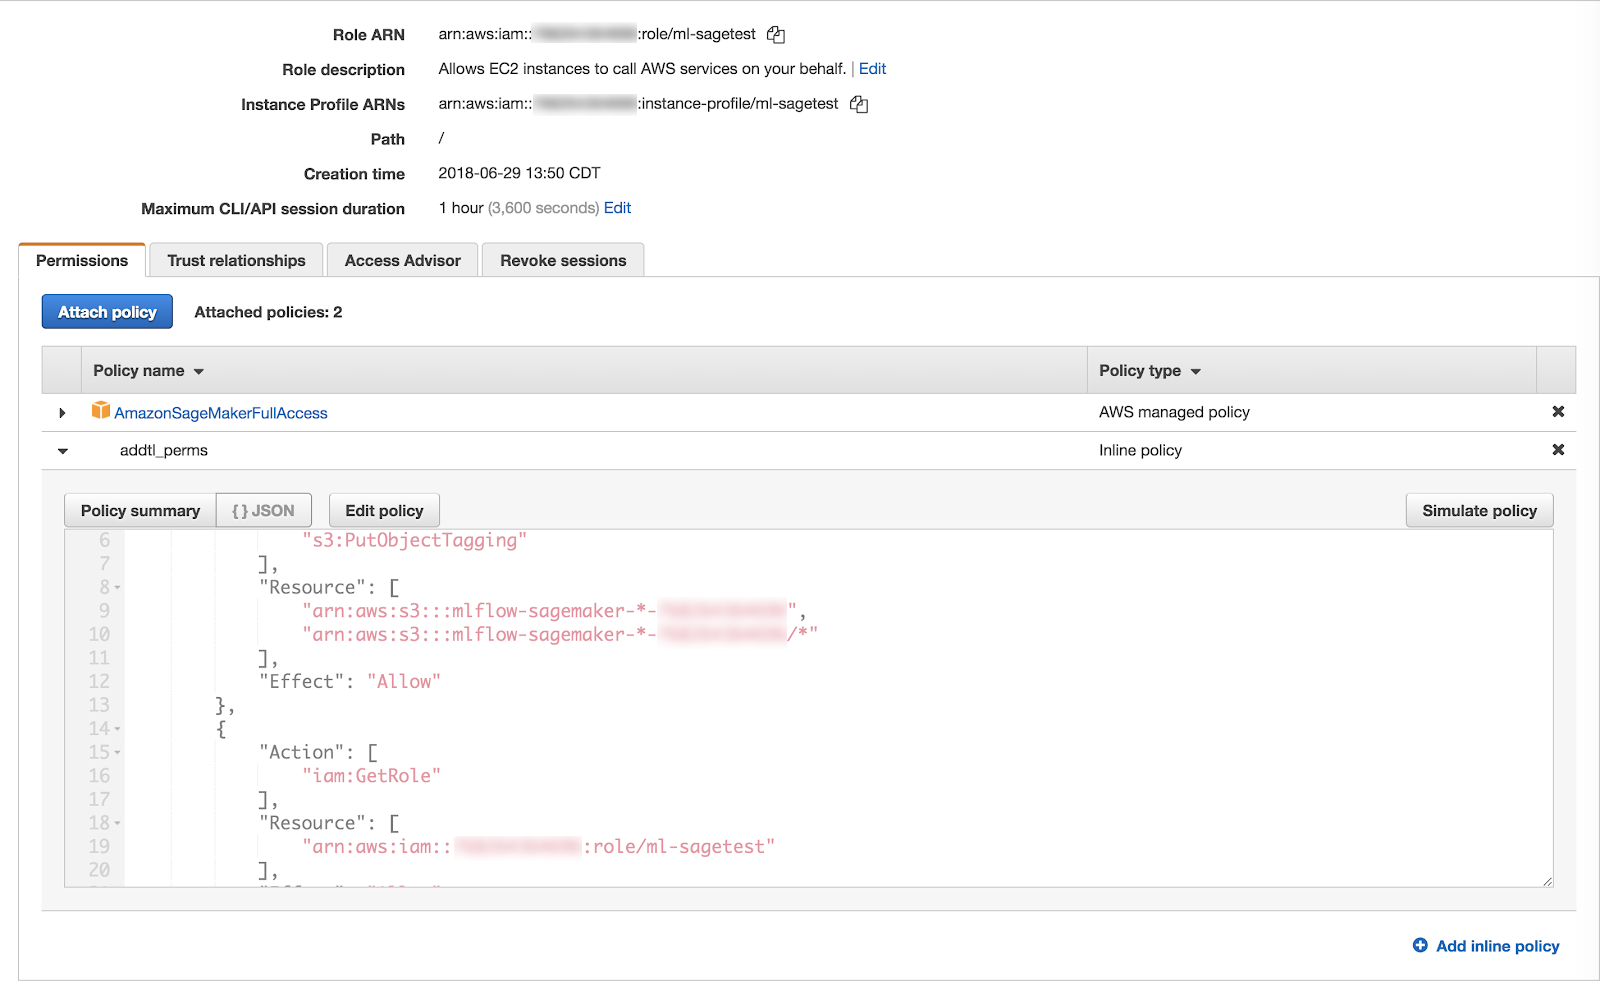 Role ARN arn:aws:iam:: :role/ml-sagetest
Role description Allows EC2 instances to call AWS services on your behalf. | Edit
Instance Profile ARNs arn:aws:iam:: :instance-profile/ml-sagetest
Path /
Creation time 2018-06-29 13:50 CDT
Maximum CLI/API session duration 1 hour (3,600 seconds) Edit
Permissions Trust relationships Access Advisor Revoke sessions
Attach policy Attached policies: 2
Policy name Policy type
AmazonSageMakerFullAccess AWS managed policy
addtl_perms Inline policy
Policy summary { } JSON Edit policy Simulate policy
6 "s3:PutObjectTagging"
7 ],
8 "Resource": [
9 "arn:aws:s3:::mlflow-sagemaker-*- ",
10 "arn:aws:s3:::mlflow-sagemaker-*- /*"
11 ],
12 "Effect": "Allow"
13 },
14 {
15 "Action": [
16 "iam:GetRole"
17 ],
18 "Resource": [
19 "arn:aws:iam:: :role/ml-sagetest"
20 ],
Add inline policy